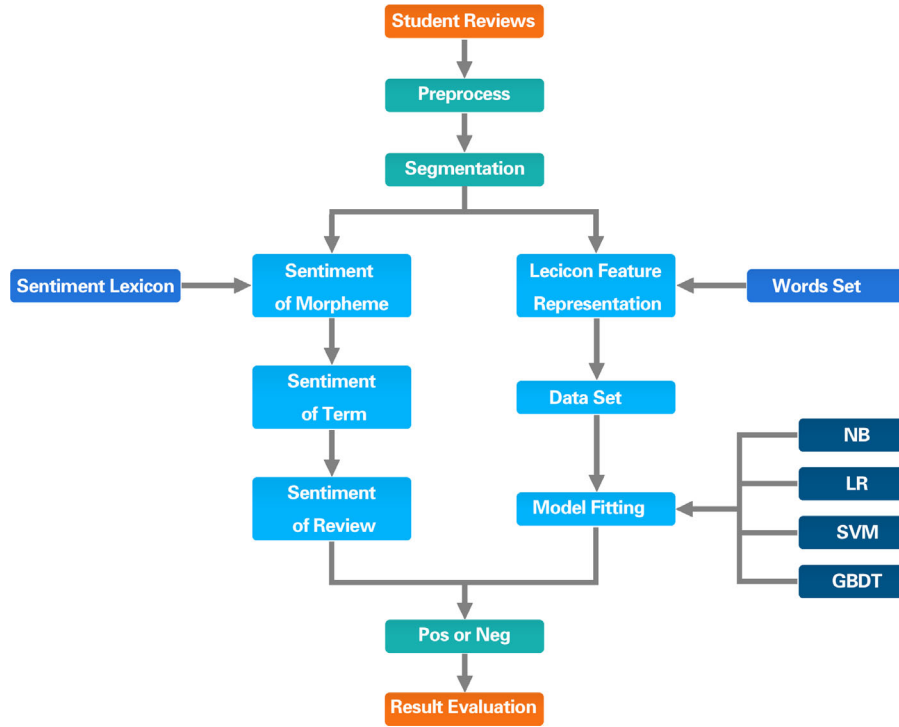 Student Reviews
Preprocess
Segmentation
Sentiment Lexicon
Sentiment
of Morpheme
Lecicon Feature
Representation
Words Set
Sentiment
of Term
Data Set
Sentiment
of Review
Model Fitting
NB
LR
SVM
GBDT
Pos or Neg
Result Evaluation